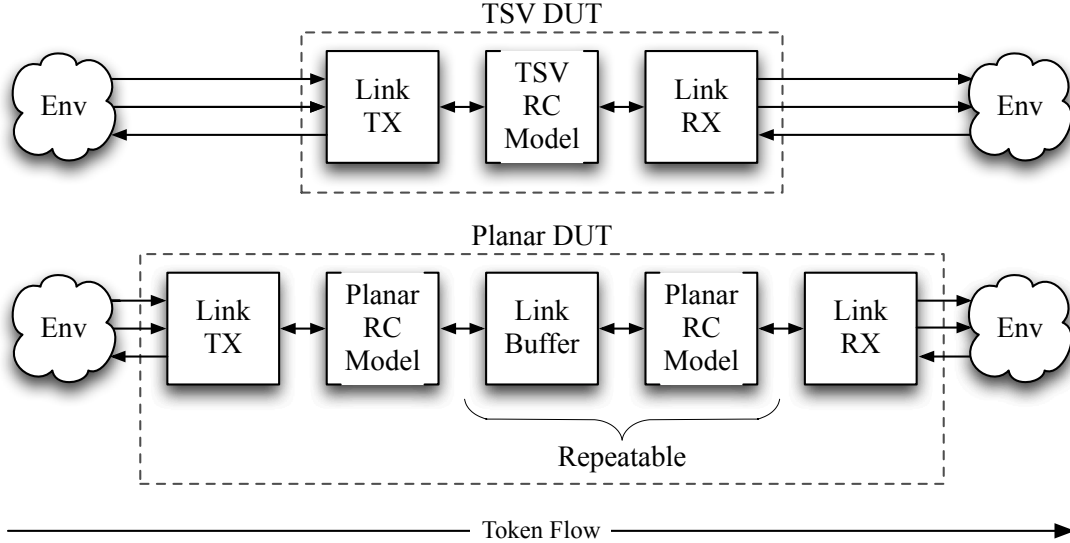 TSV DUT
Env
Link
TX
TSV
RC
Model
Link
RX
Env
Planar DUT
Env
Link
TX
Planar
RC
Model
Link
Buffer
Planar
RC
Model
Link
RX
Env
Repeatable
Token Flow